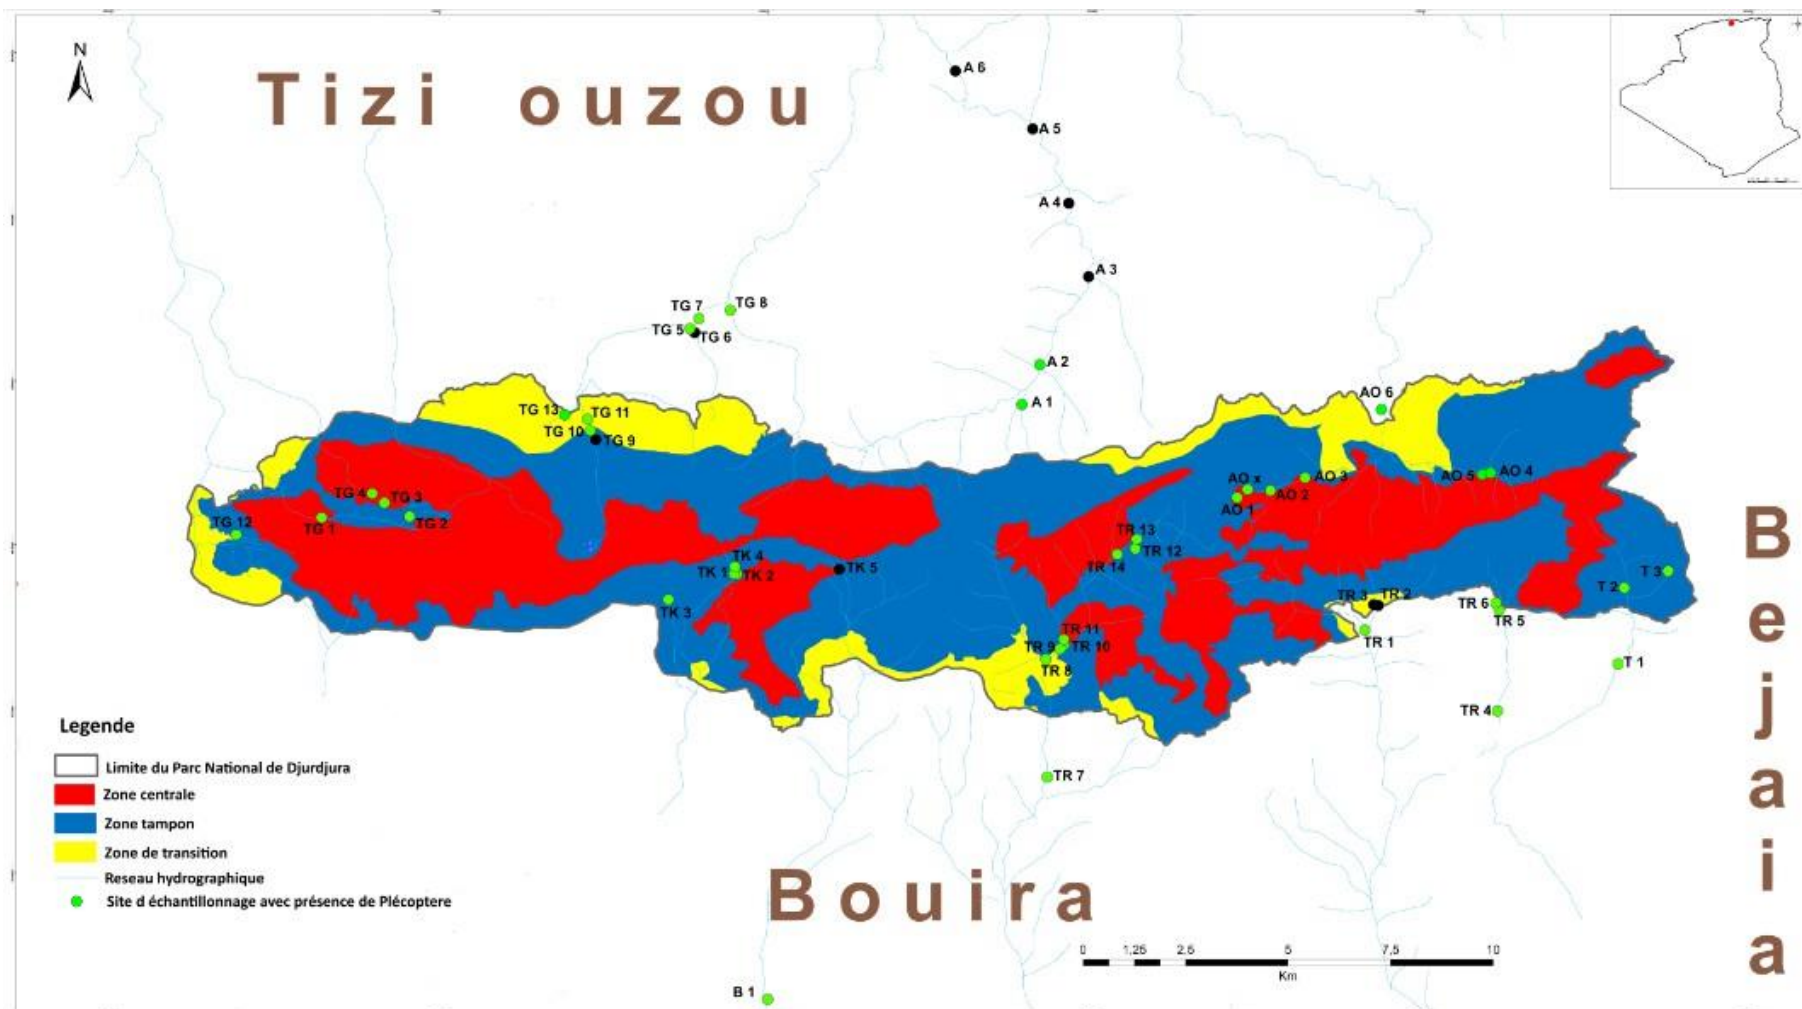 N
Tizi ouzou
A 6
A 5
A 4
A 3
TG 7
TG 8
TG 5
TG 6
A 2
A 1
AO 6
TG 13
TG 11
TG 10
TG 9
TG 4
TG 3
TG 1
TG 2
TG 12
AO x
AO 3
AO 2
AO 1
AO 5
AO 4
TR 13
TR 12
TR 14
TK 4
TK 1
TK 2
TK 5
TK 3
T 3
T 2
TR 3
TR 2
TR 6
TR 5
TR 1
TR 11
TR 9
TR 10
TR 8
T 1
TR 4
TR 7
Bejaia
Legende
Limite du Parc National de Djurdjura
Zone centrale
Zone tampon
Zone de transition
Reseau hydrographique
Site d échantillonnage avec présence de Plécoptere
Bouira
0 1,25 2,5 5 7,5 10
Km
B 1